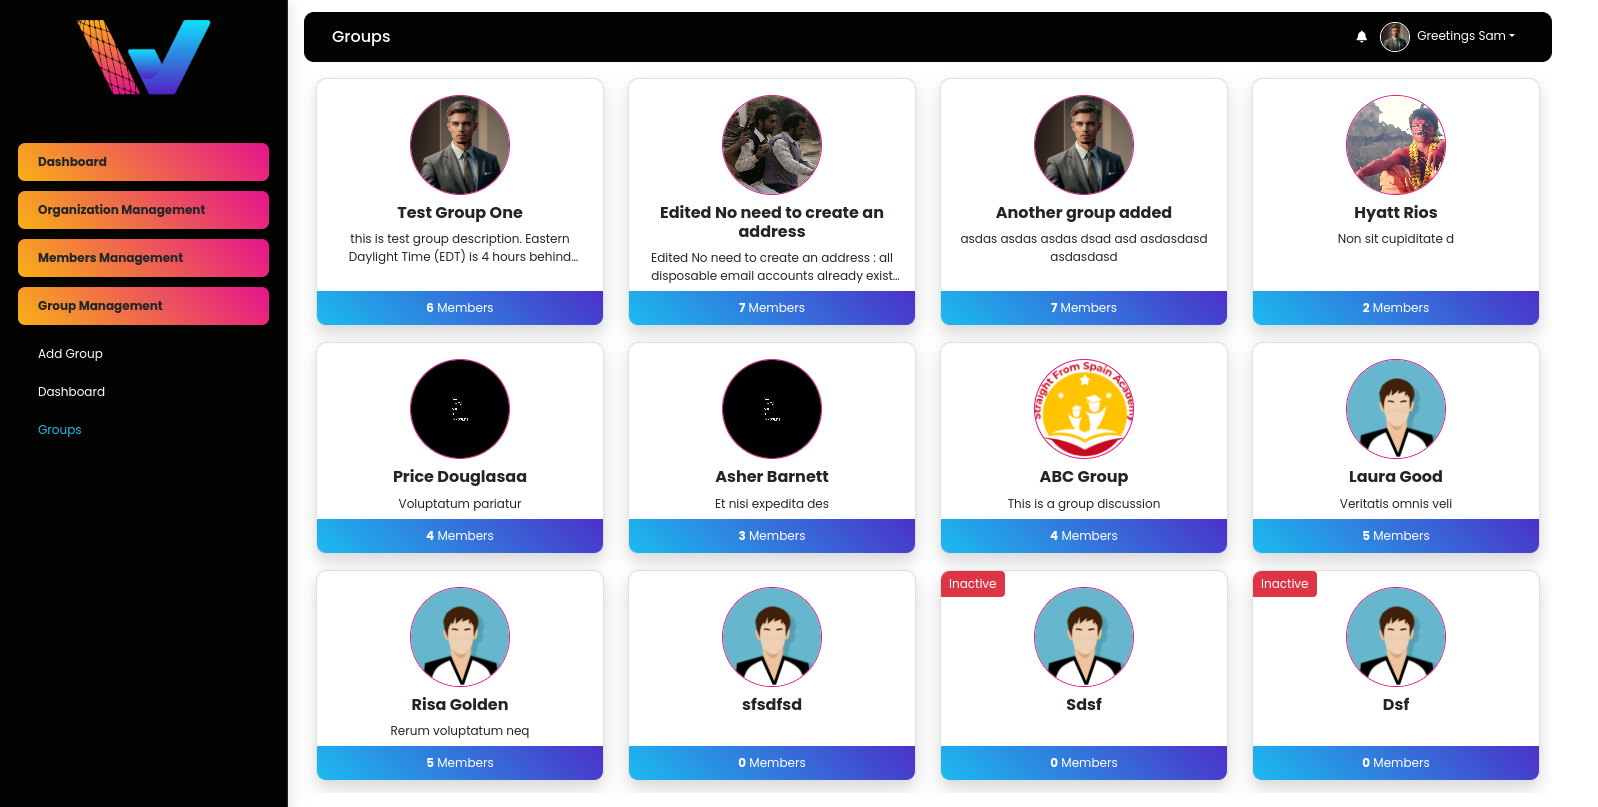 Groups
Greetings Sam
Dashboard
Organization Management
Members Management
Group Management
Add Group
Dashboard
Groups
Test Group One
this is test group description. Eastern
Daylight Time (EDT) is 4 hours behind...
6 Members
Edited No need to create an
address
Edited No need to create an address : all
disposable email accounts already exist...
7 Members
Another group added
asdas asdas asdas dsad asd asdasdasd
asdasdasd
7 Members
Hyatt Rios
Non sit cupiditate d
2 Members
Price Douglasaa
Voluptatum pariatur
4 Members
Asher Barnett
Et nisi expedita des
3 Members
Straight From Spain Academy
ABC Group
This is a group discussion
4 Members
Laura Good
Veritatis omnis veli
5 Members
Risa Golden
Rerum voluptatum neq
5 Members
sfsdfsd
0 Members
Inactive
Sdsf
0 Members
Inactive
Dsf
0 Members